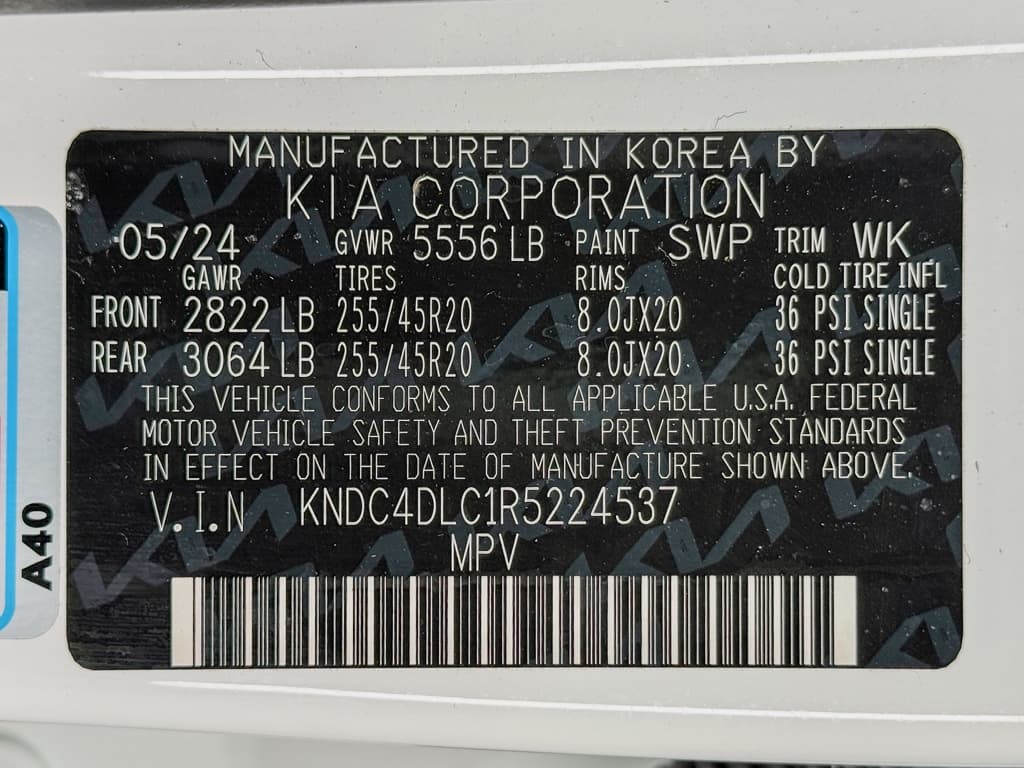 MANUFACTURED IN KOREA BY
KIA CORPORATION
05/24 GVWR 5556 LB PAINT SWP TRIM WK
GAWR TIRES RIMS COLD TIRE INFL
FRONT 2822 LB 255/45R20 8.0JX20 36 PSI SINGLE
REAR 3064 LB 255/45R20 8.0JX20 36 PSI SINGLE
THIS VEHICLE CONFORMS TO ALL APPLICABLE U.S.A. FEDERAL
MOTOR VEHICLE SAFETY AND THEFT PREVENTION STANDARDS
IN EFFECT ON THE DATE OF MANUFACTURE SHOWN ABOVE.
V.I.N KNDC4DLC1R5224537
MPV
A40